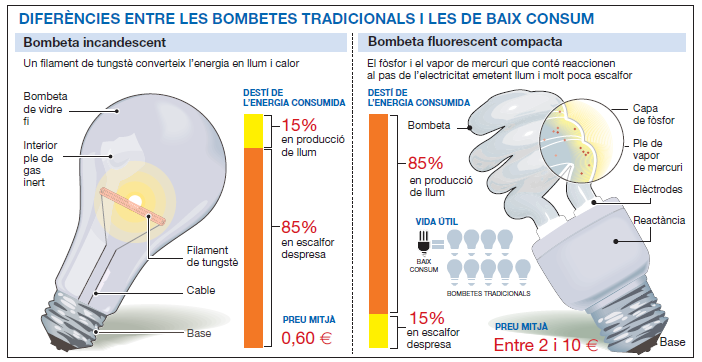 DIFERÈNCIES ENTRE LES BOMBETES TRADICIONALS I LES DE BAIX CONSUM
Bombeta incandescent
Un filament de tungstè converteix l'energia en llum i calor
Bombeta
de vidre
fi
Interior
ple de
gas
inert
DESTÍ DE
L'ENERGIA CONSUMIDA
15%
en producció
de llum
85%
en escalfor
despresa
Filament
de tungstè
Cable
Base
PREU MITJÀ
0,60 €
Bombeta fluorescent compacta
El fòsfor i el vapor de mercuri que conté reaccionen
al pas de l'electricitat emetent llum i molt poca escalfor
DESTÍ DE
L'ENERGIA CONSUMIDA
Bombeta
85%
en producció
de llum
VIDA ÚTIL
=
BAIX
CONSUM
BOMBETES TRADICIONALS
15%
en escalfor
despresa
Capa
de fòsfor
Ple de
vapor
de mercuri
Elèctrodes
Reactància
PREU MITJÀ
Entre 2 i 10 €
Base